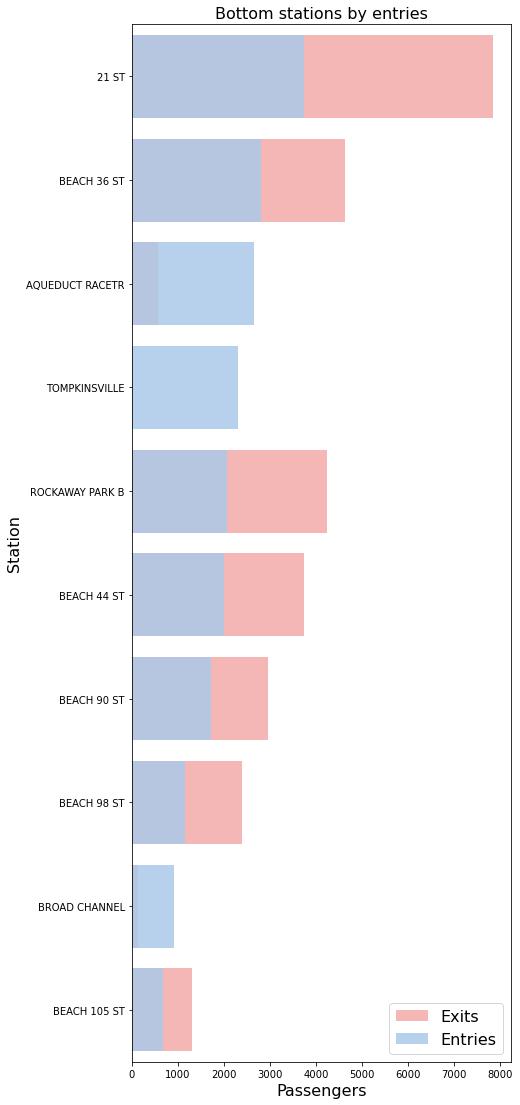 Bottom stations by entries
21 ST
BEACH 36 ST
AQUEDUCT RACETR
TOMPKINSVILLE
ROCKAWAY PARK B
BEACH 44 ST
BEACH 90 ST
BEACH 98 ST
BROAD CHANNEL
BEACH 105 ST
Station
Exits
Entries
0 1000 2000 3000 4000 5000 6000 7000 8000
Passengers